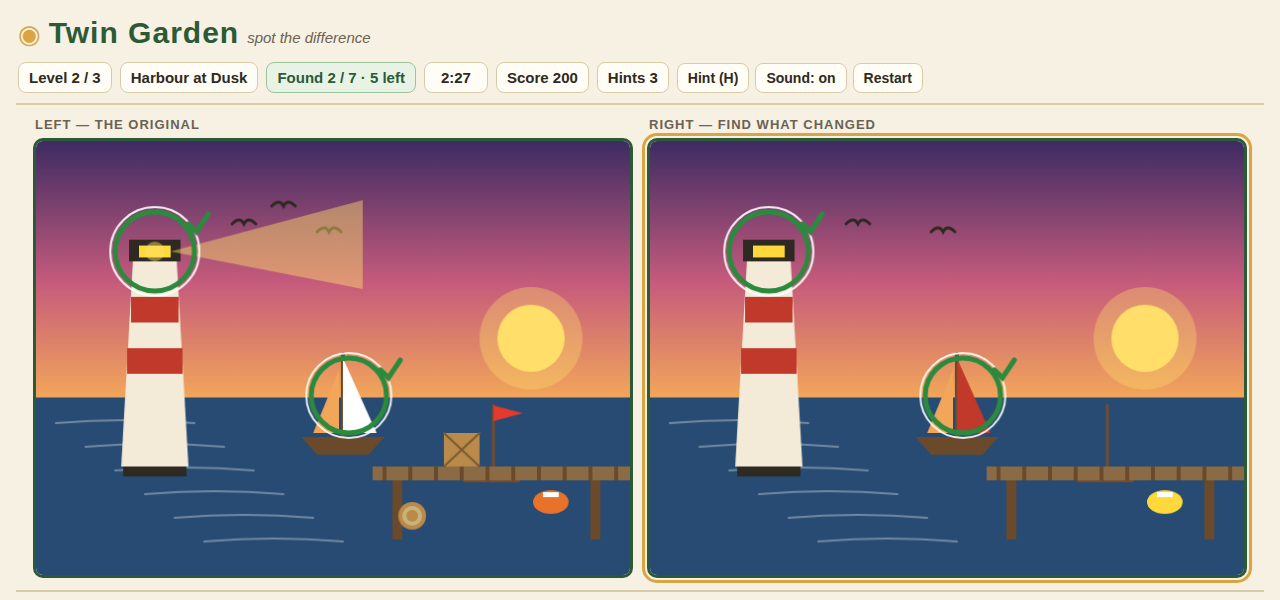 Twin Garden spot the difference
Level 2 / 3 Harbour at Dusk Found 2 / 7 · 5 left 2:27 Score 200 Hints 3 Hint (H) Sound: on Restart
LEFT — THE ORIGINAL RIGHT — FIND WHAT CHANGED